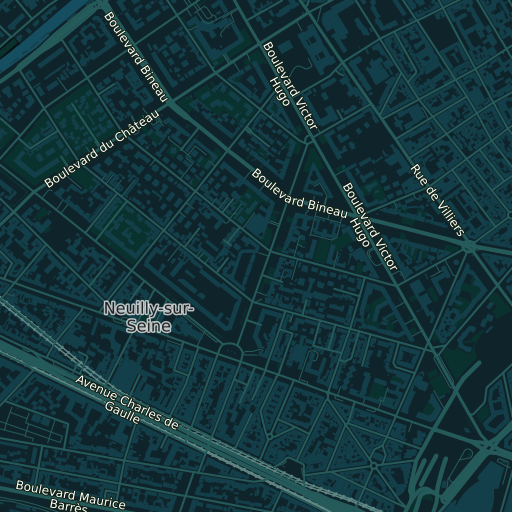 Boulevard Bineau
Boulevard Victor
Hugo
Boulevard du Château
Rue de Villiers
Boulevard Bineau
Boulevard Victor
Hugo
Neuilly-sur-
Seine
Avenue Charles de
Gaulle
Boulevard Maurice
Barrès